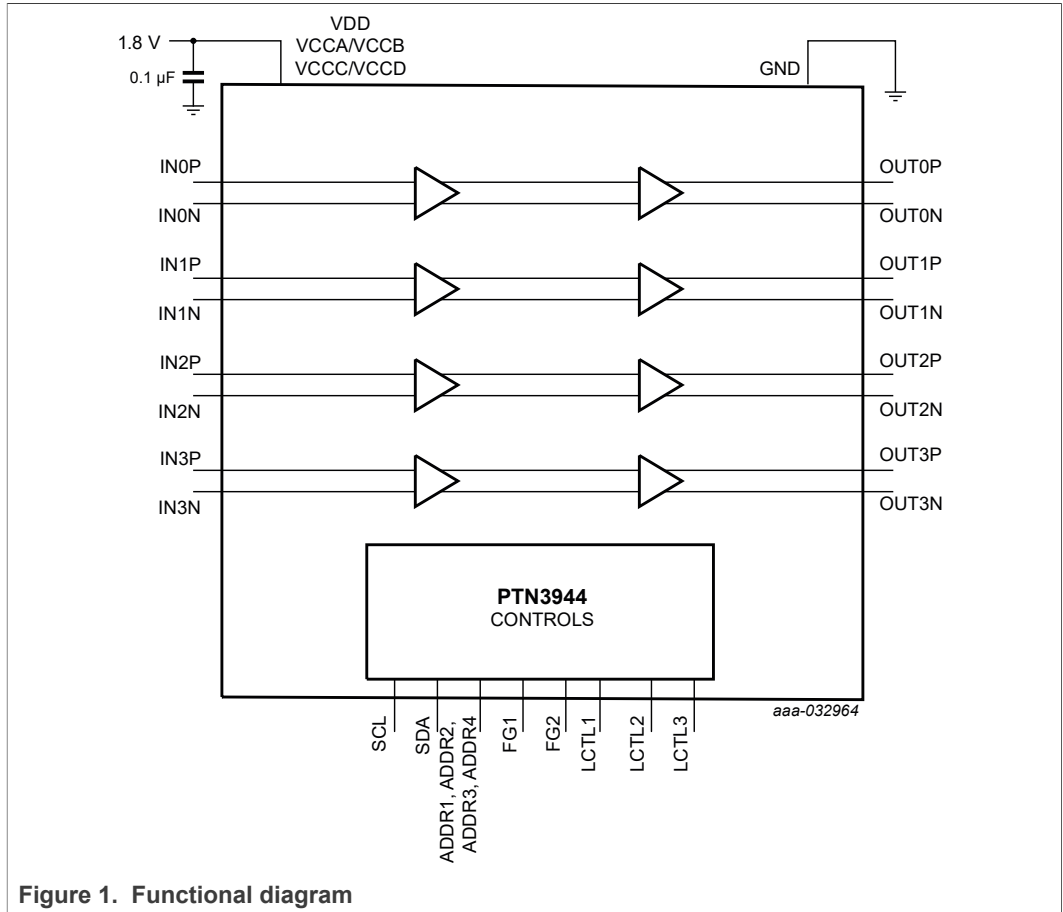 VDD
1.8 V
VCCA/VCCB
VCCC/VCCD
0.1 µF
GND
IN0P
OUT0P
IN0N
OUT0N
IN1P
OUT1P
IN1N
OUT1N
IN2P
OUT2P
IN2N
OUT2N
IN3P
OUT3P
IN3N
OUT3N
PTN3944
CONTROLS
aaa-032964
SCL
SDA
ADDR1, ADDR2,
ADDR3, ADDR4
FG1
FG2
LCTL1
LCTL2
LCTL3
Figure 1. Functional diagram